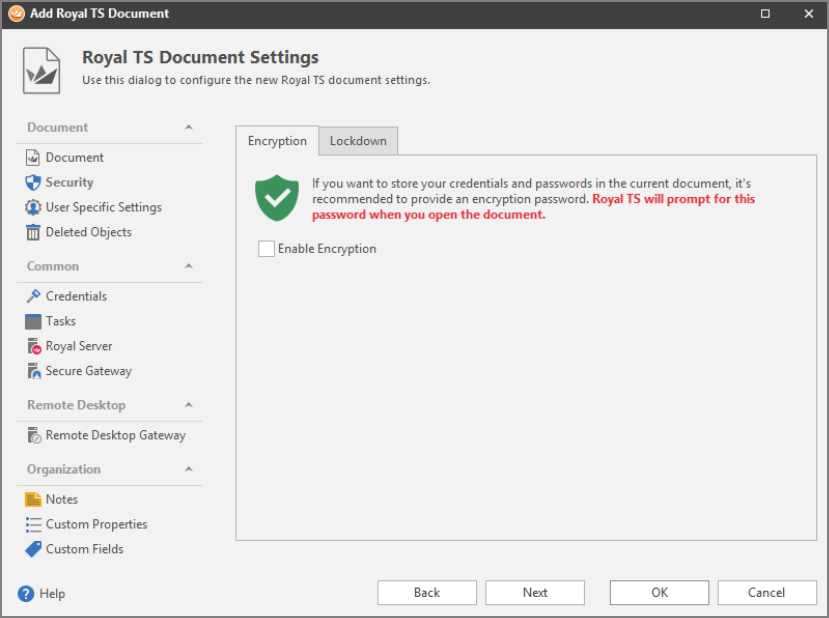 Add Royal TS Document
Royal TS Document Settings
Use this dialog to configure the new Royal TS document settings.
Document
Document
Security
User Specific Settings
Deleted Objects
Common
Credentials
Tasks
Royal Server
Secure Gateway
Remote Desktop
Remote Desktop Gateway
Organization
Notes
Custom Properties
Custom Fields
Encryption
Lockdown
If you want to store your credentials and passwords in the current document, it's
recommended to provide an encryption password. Royal TS will prompt for this
password when you open the document.
Enable Encryption
Help
Back
Next
OK
Cancel